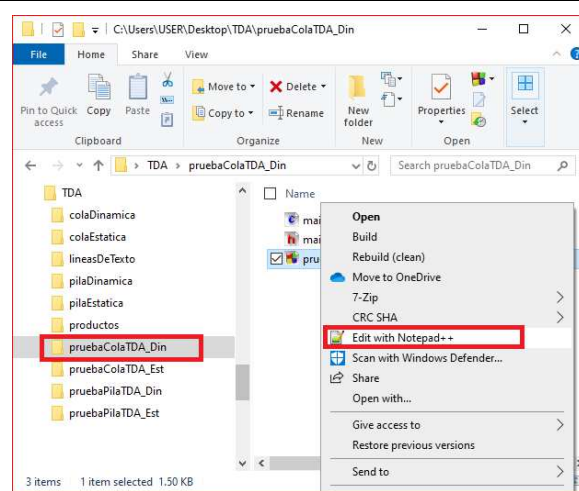 C:\Users\USER\Desktop\TDA\pruebaColaTDA_Din
File Home Share View
Pin to Quick access
Copy
Paste
Move to
Copy to
Delete
Rename
New folder
Properties
Select
Clipboard
Organize
New
Open
TDA › pruebaColaTDA_Din
Search pruebaColaTDA_Din
TDA
colaDinamica
colaEstatica
lineasDeTexto
pilaDinamica
pilaEstatica
productos
pruebaColaTDA_Din
pruebaColaTDA_Est
pruebaPilaTDA_Din
pruebaPilaTDA_Est
Name
mai
mai
pru
Open
Build
Rebuild (clean)
Move to OneDrive
7-Zip
CRC SHA
Edit with Notepad++
Scan with Windows Defender...
Share
Open with...
Give access to
Restore previous versions
Send to
3 items 1 item selected 1.50 KB